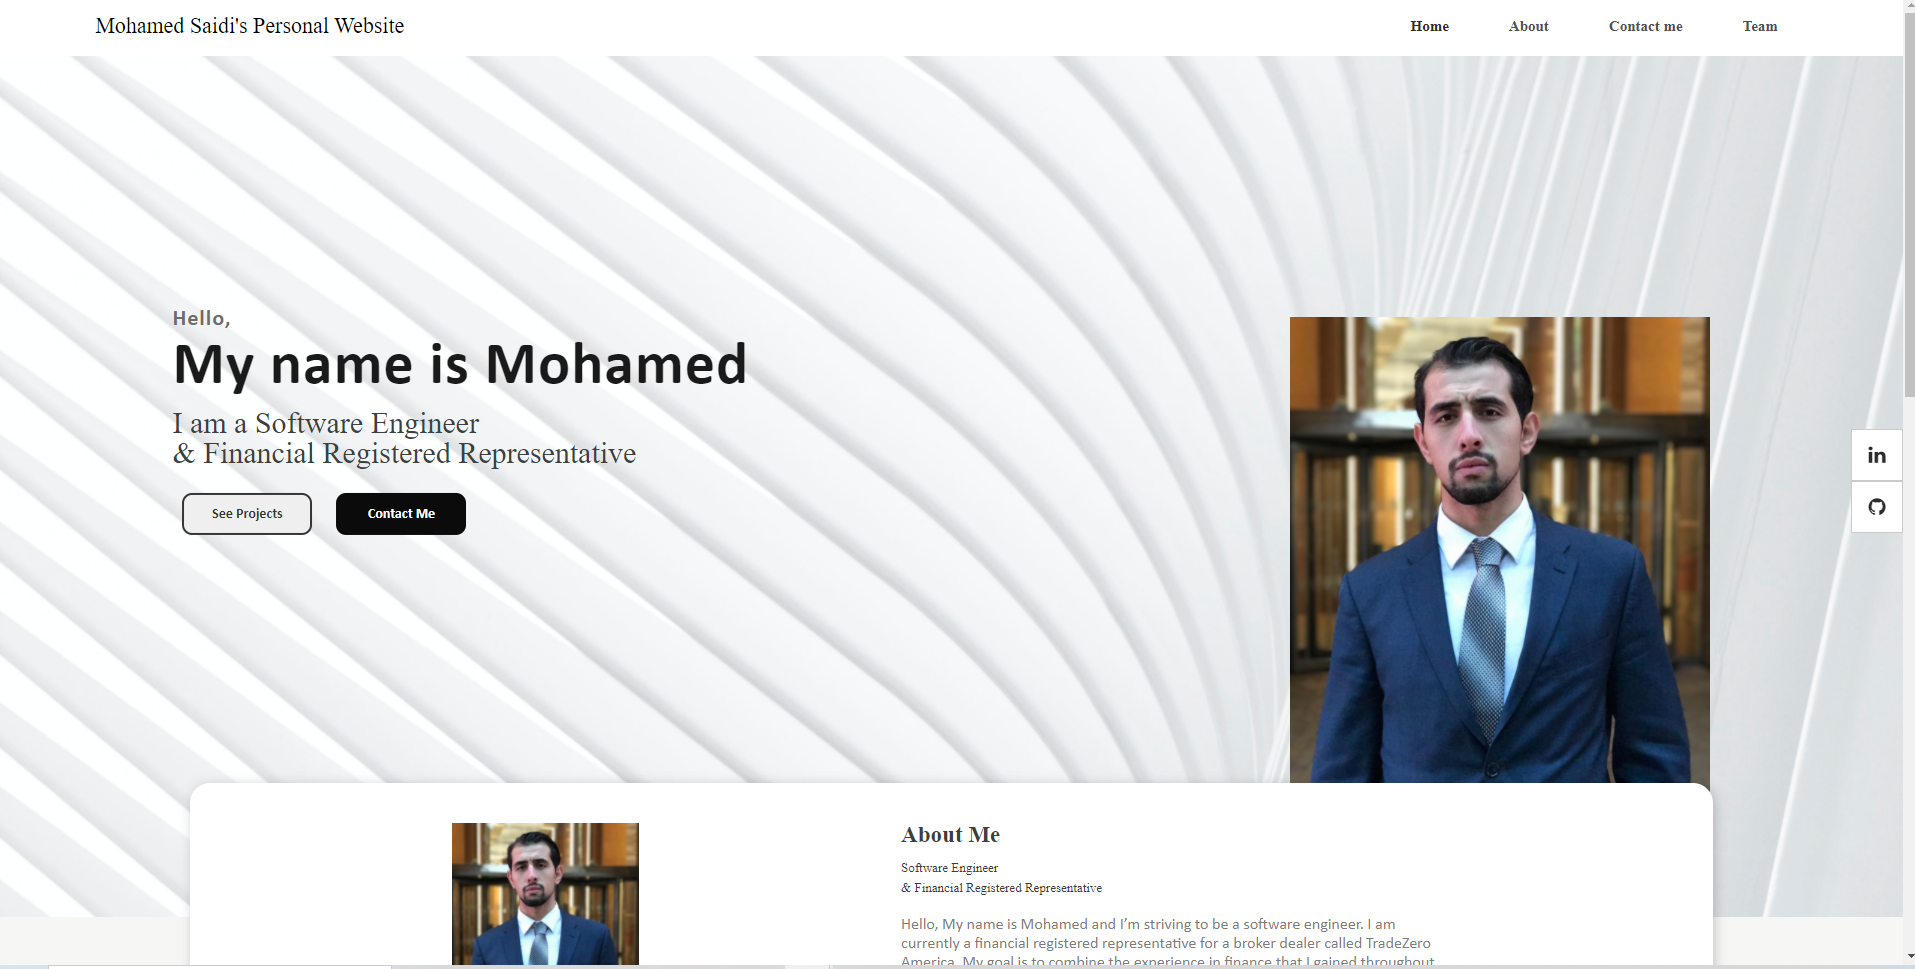 Mohamed Saidi's Personal Website
Home
About
Contact me
Team
Hello,
My name is Mohamed
I am a Software Engineer
& Financial Registered Representative
See Projects
Contact Me
in
About Me
Software Engineer
& Financial Registered Representative
Hello, My name is Mohamed and I’m striving to be a software engineer. I am
currently a financial registered representative for a broker dealer called TradeZero
America. My goal is to combine the experience in finance that I gained throughout